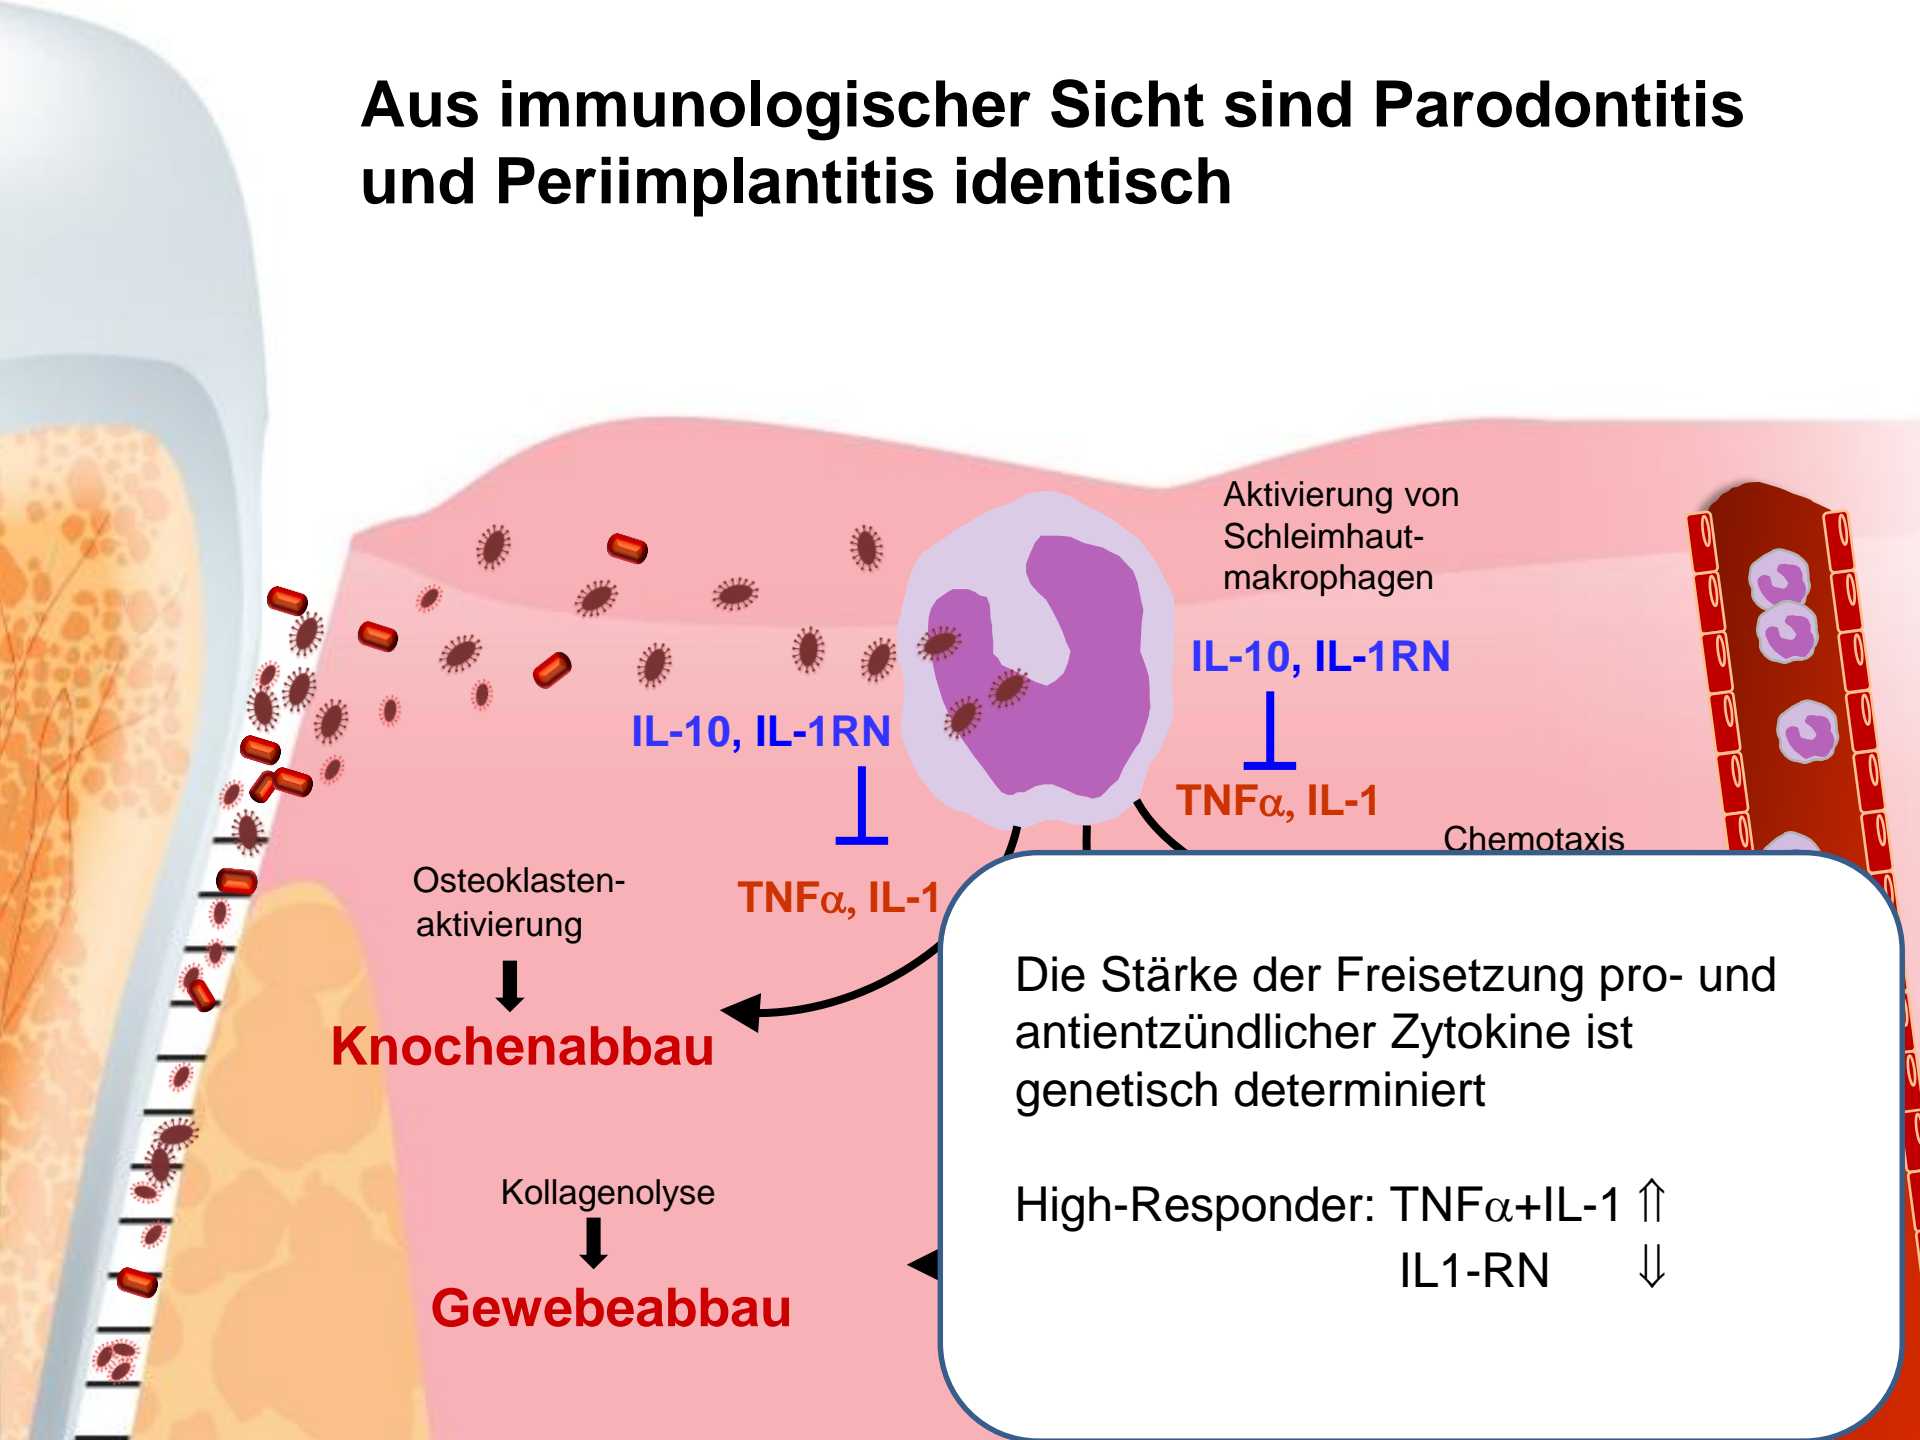 Aus immunologischer Sicht sind Parodontitis
und Periimplantitis identisch
Aktivierung von
Schleimhaut-
makrophagen
IL-10, IL-1RN
TNFα, IL-1
IL-10, IL-1RN
TNFα, IL-1
Chemotaxis
Osteoklasten-
aktivierung
Knochenabbau
Kollagenolyse
Gewebeabbau
Die Stärke der Freisetzung pro- und
antientzündlicher Zytokine ist
genetisch determiniert
High-Responder: TNFα+IL-1 ⇑
IL1-RN ⇓